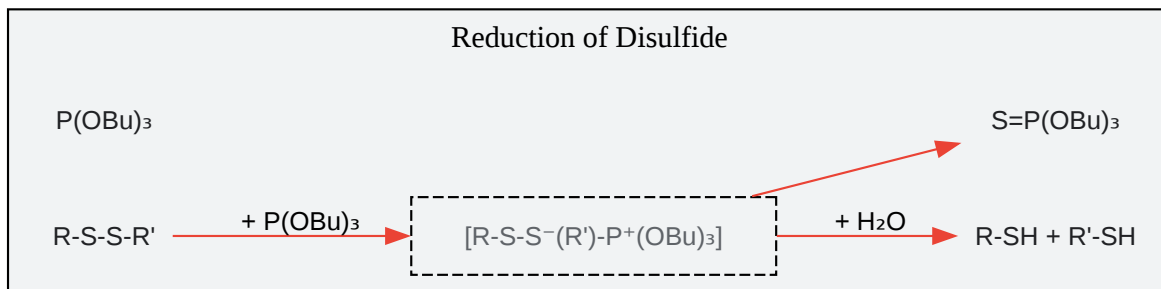 Reduction of Disulfide
P(OBu)₃
S=P(OBu)₃
R-S-S-R'
+ P(OBu)₃
[R-S-S⁻(R')-P⁺(OBu)₃]
+ H₂O
R-SH + R'-SH